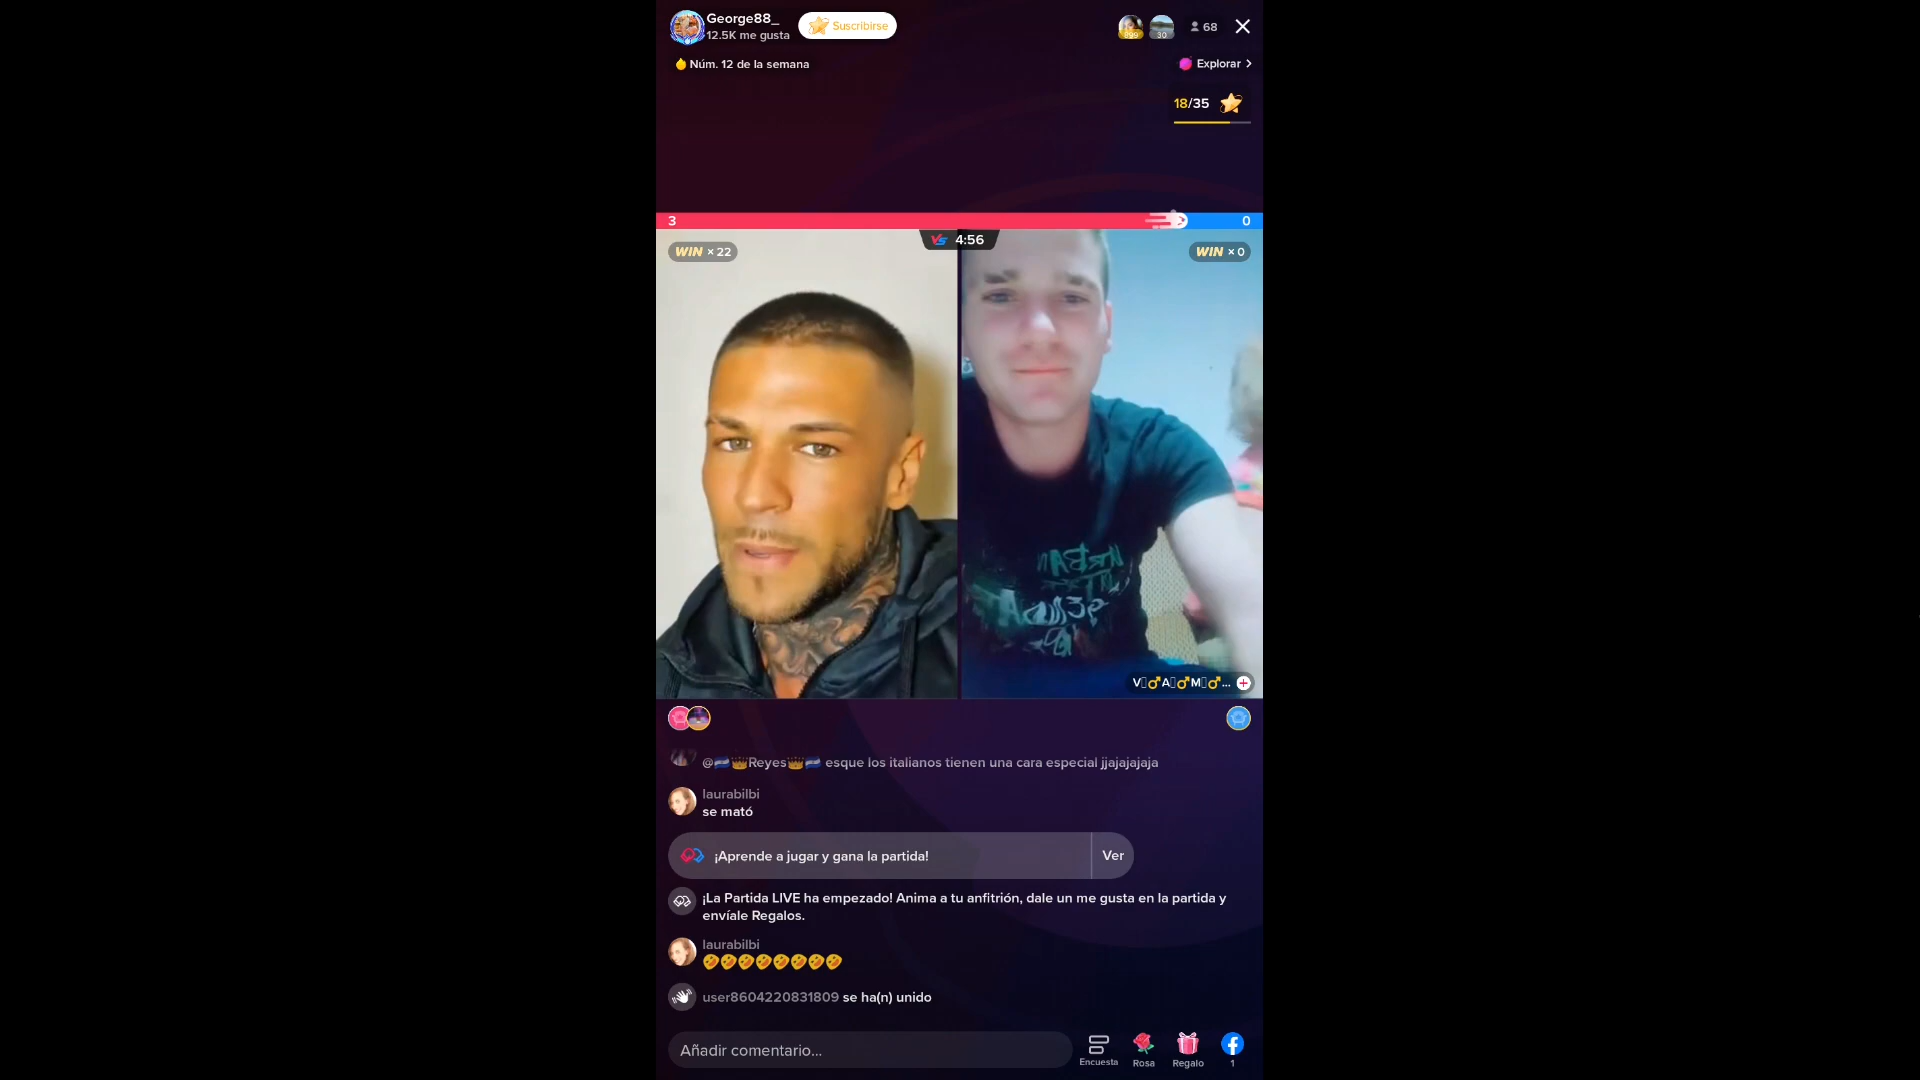 George88_
12.5K me gusta
Suscribirse
899
30
68
Núm. 12 de la semana
Explorar
18/35
3
0
VS 4:56
WIN × 22
WIN × 0
@🇭🇳👑Reyes👑🇭🇳 esque los italianos tienen una cara especial jjajajajaja
laurabilbi
se mató
¡Aprende a jugar y gana la partida!
Ver
¡La Partida LIVE ha empezado! Anima a tu anfitrión, dale un me gusta en la partida y
envíale Regalos.
laurabilbi
🤣🤣🤣🤣🤣🤣🤣🤣
user8604220831809 se ha(n) unido
Añadir comentario...
Encuesta
Rosa
Regalo
1